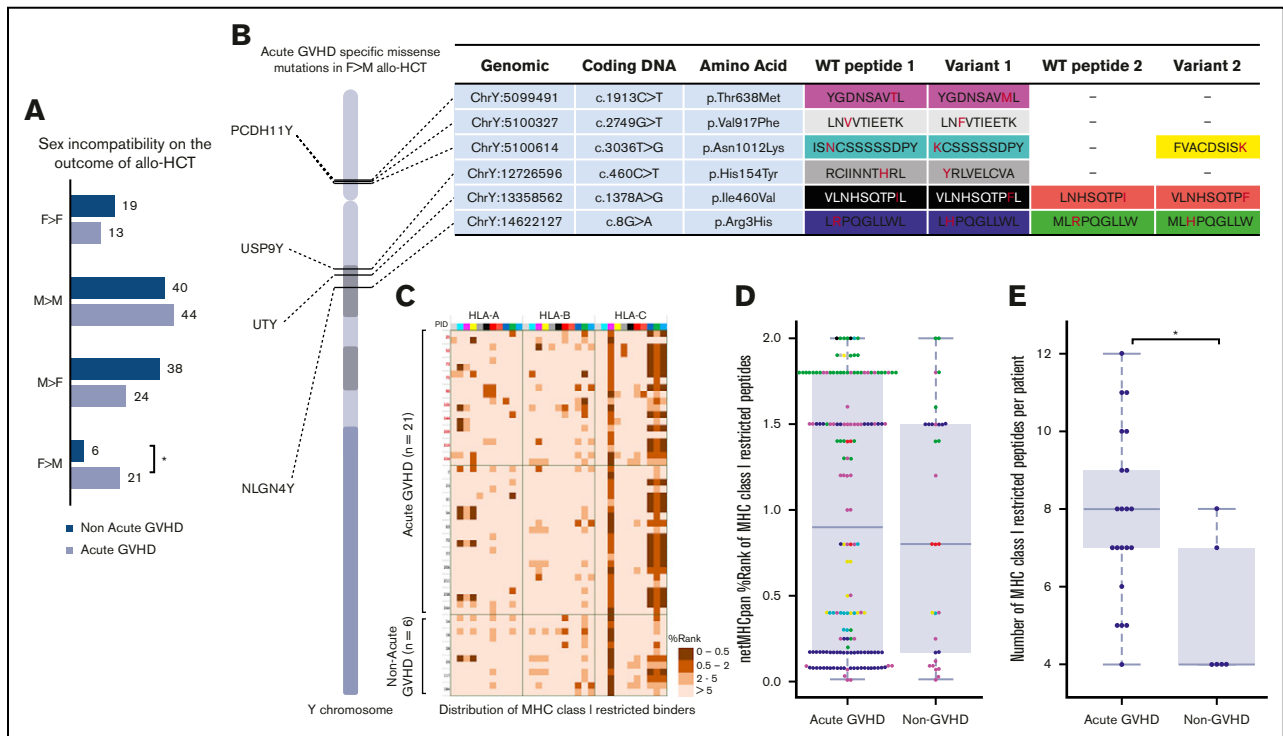 A
Sex incompatibility on the
outcome of allo-HCT
F>F
19
13
M>M
40
44
M>F
38
24
F>M
6
21
*
Non Acute GVHD
Acute GVHD
B
Acute GVHD specific missense
mutations in F>M allo-HCT
PCDH11Y
USP9Y
UTY
NLGN4Y
Y chromosome
Genomic Coding DNA Amino Acid WT peptide 1 Variant 1 WT peptide 2 Variant 2
ChrY:5099491 c.1913C>T p.Thr638Met YGDNSAVTL YGDNSAVML – –
ChrY:5100327 c.2749G>T p.Val917Phe LNVVTIEETK LNFVTIEETK – –
ChrY:5100614 c.3036T>G p.Asn1012Lys ISNCSSSSSDPY KCSSSSSDPY – FVACDSISK
ChrY:12726596 c.460C>T p.His154Tyr RCIINNTHRL YRLVELCVA – –
ChrY:13358562 c.1378A>G p.Ile460Val VLNHSQTPIL VLNHSQTPFL LNHSQTPI VLNHSQTPF
ChrY:14622127 c.8G>A p.Arg3His PQGLLWL PQGLLWL MLRPQGLLW MLHPQGLLW
C
HLA-A HLA-B HLA-C
PID
Acute GVHD (n = 21)
Non-Acute
GVHD (n = 6)
%Rank
0 – 0.5
0.5 – 2
2 - 5
> 5
Distribution of MHC class I restricted binders
D
netMHCpan %Rank of MHC class I restricted peptides
2.0
1.5
1.0
0.5
0.0
Acute GVHD Non-GVHD
E
Number of MHC class I restricted peptides per patient
*
12
10
8
6
4
Acute GVHD Non-GVHD